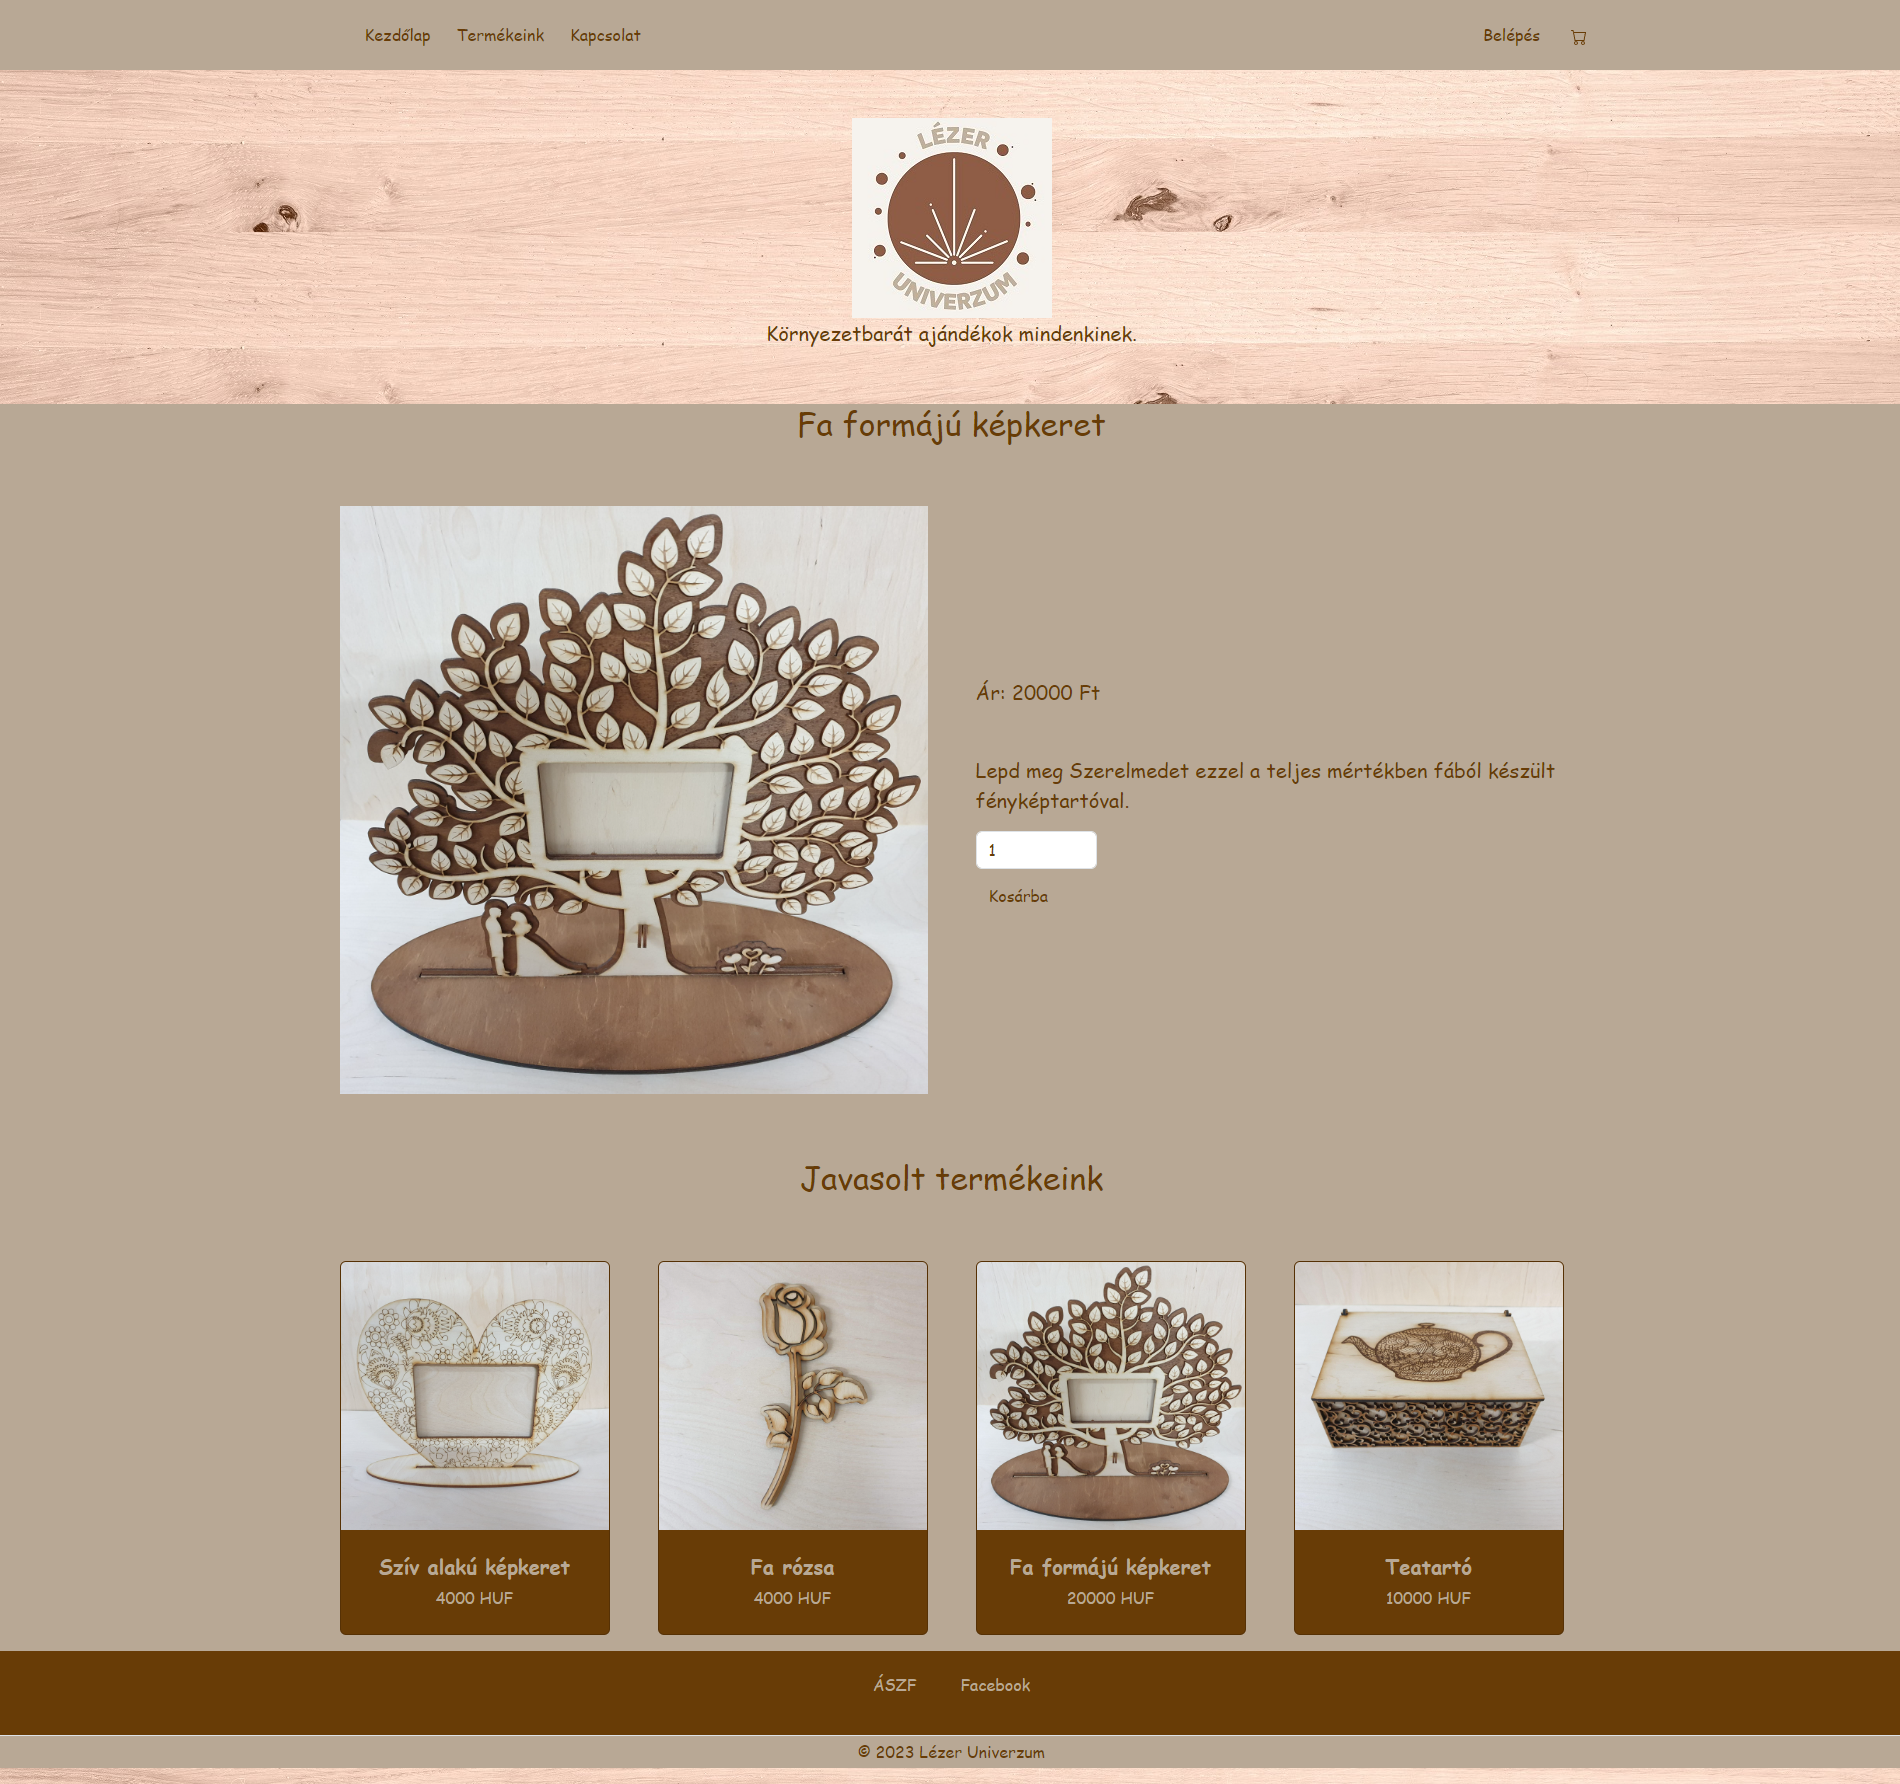 Kezdőlap Termékeink Kapcsolat Belépés
LÉZER
UNIVERZUM
Környezetbarát ajándékok mindenkinek.
Fa formájú képkeret
Ár: 20000 Ft
Lepd meg Szerelmedet ezzel a teljes mértékben fából készült
fényképtartóval.
1
Kosárba
Javasolt termékeink
Szív alakú képkeret
4000 HUF
Fa rózsa
4000 HUF
Fa formájú képkeret
20000 HUF
Teatartó
10000 HUF
ÁSZF Facebook
© 2023 Lézer Univerzum